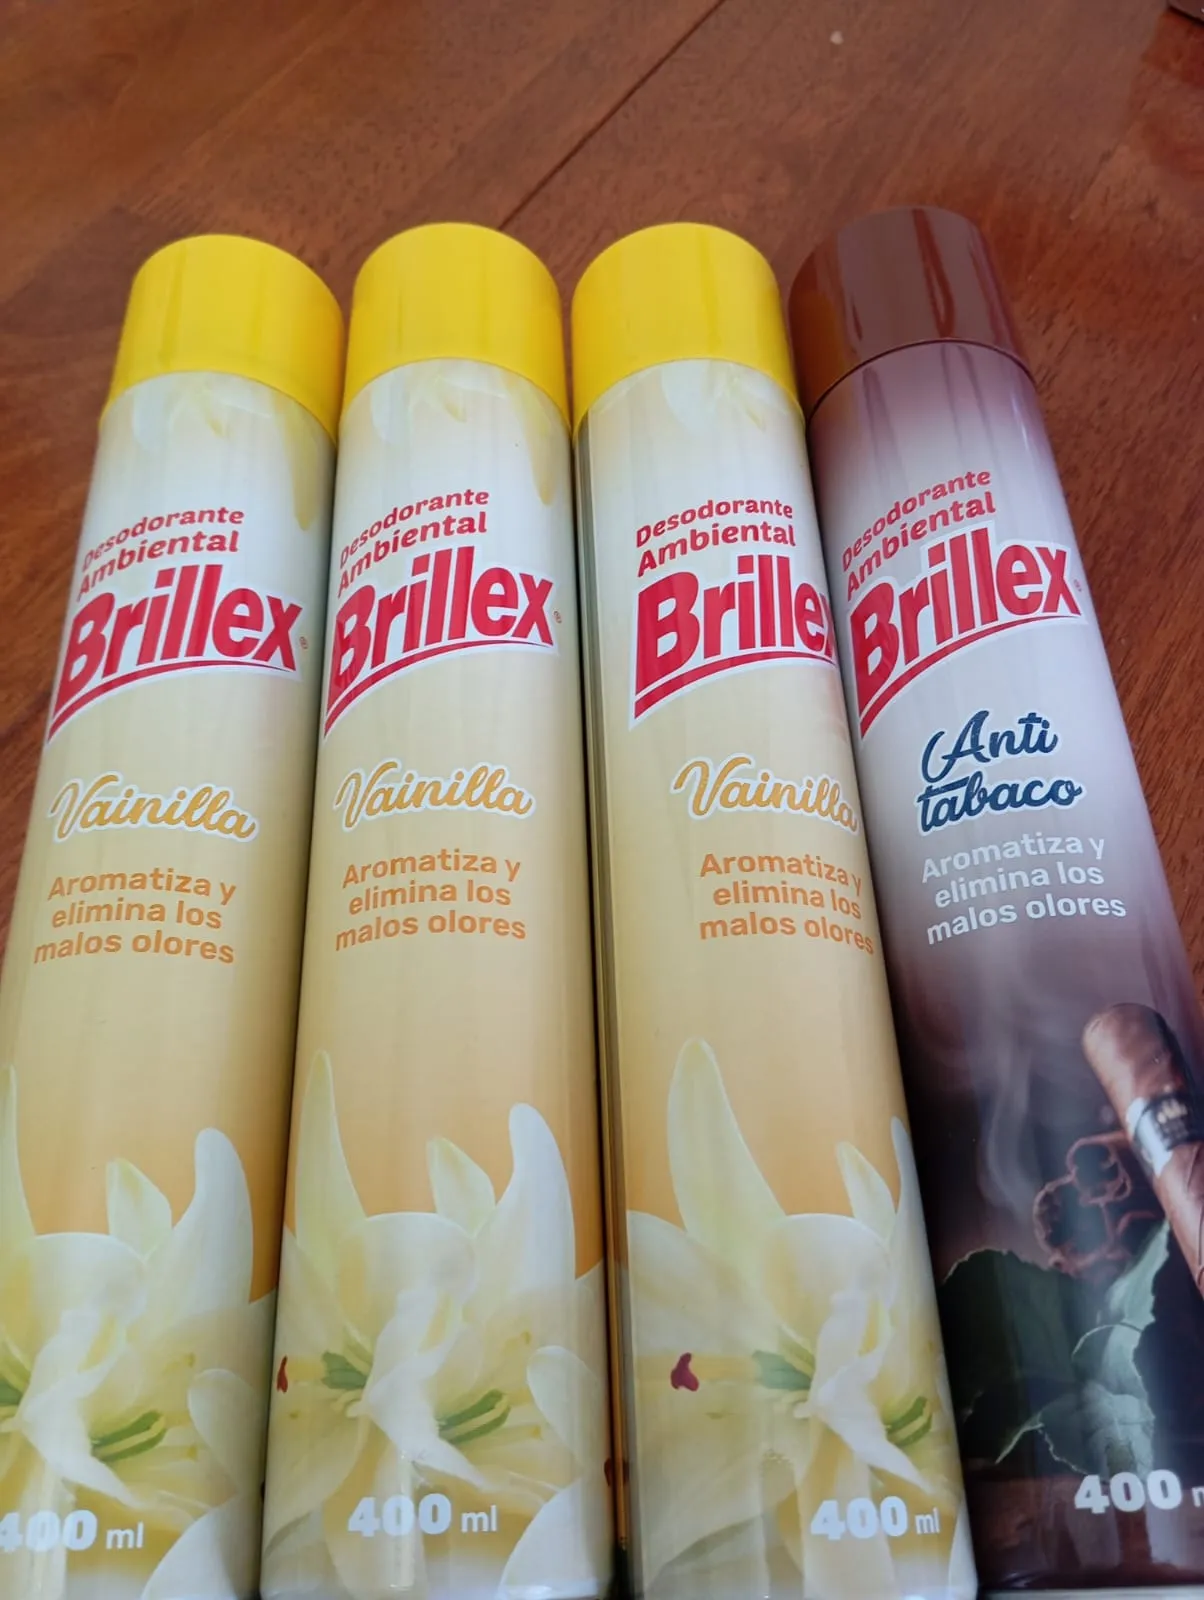 Desodorante
Ambiental
Brillex
Vainilla
Aromatiza y
elimina los
malos olores
400 ml
Desodorante
Ambiental
Brillex
Vainilla
Aromatiza y
elimina los
malos olores
400 ml
Desodorante
Ambiental
Brillex
Vainilla
Aromatiza y
elimina los
malos olores
400 ml
Desodorante
Ambiental
Brillex
Anti
tabaco
Aromatiza y
elimina los
malos olores
400 m